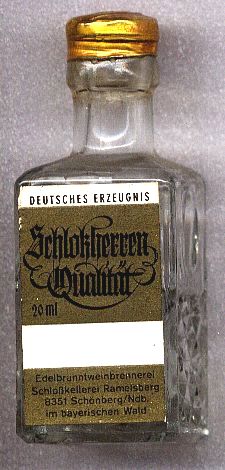 DEUTSCHES ERZEUGNIS
Schloßherren
Qualität
20 ml
Edelbranntweinbrennerei
Schloßkellerei Ramelsberg
8351 Schönberg/Ndb.
im bayerischen Wald